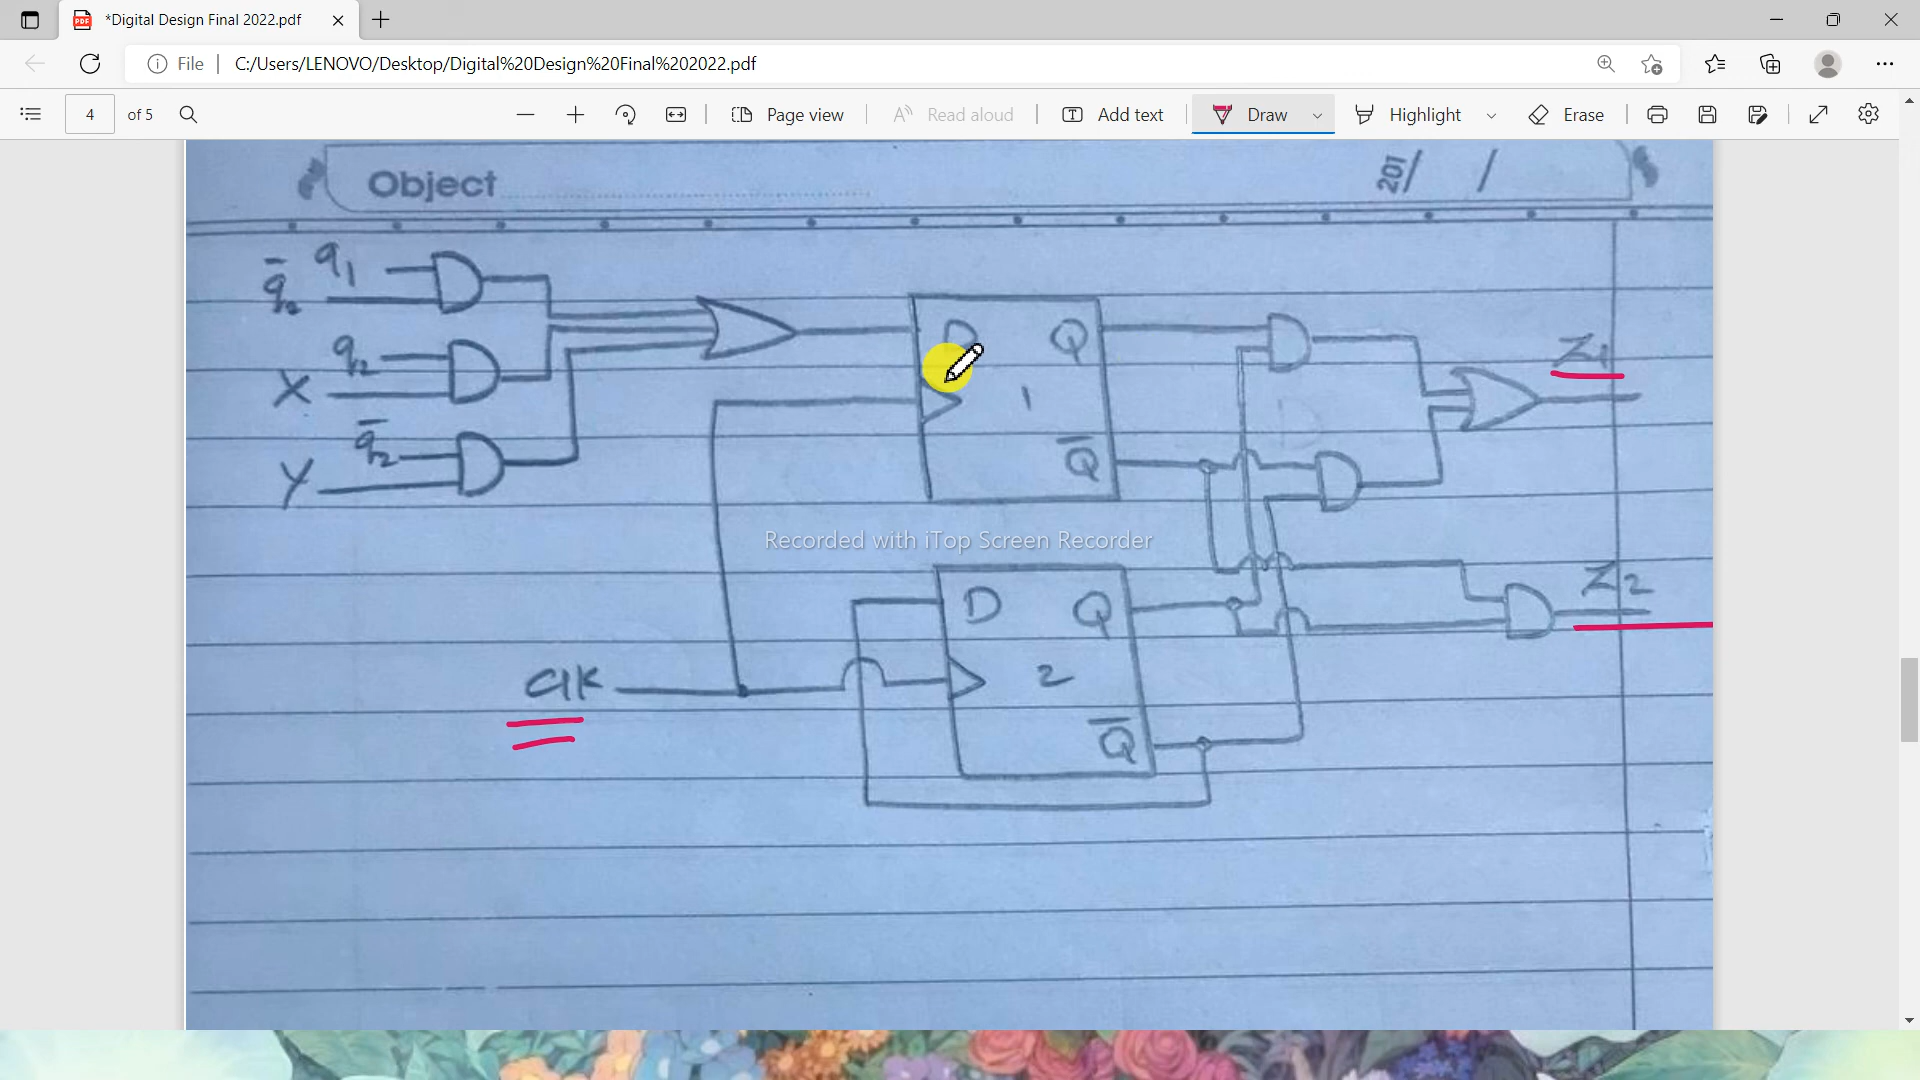 *Digital Design Final 2022.pdf
File
C:/Users/LENOVO/Desktop/Digital%20Design%20Final%202022.pdf
4 of 5
Page view
Read aloud
Add text
Draw
Highlight
Erase
Object
201 / /
q1
q̅2
q2
X
q̅2
Y
D Q
1
Q̅
Z1
Recorded with iTop Screen Recorder
D Q
Z2
clk
2
Q̅